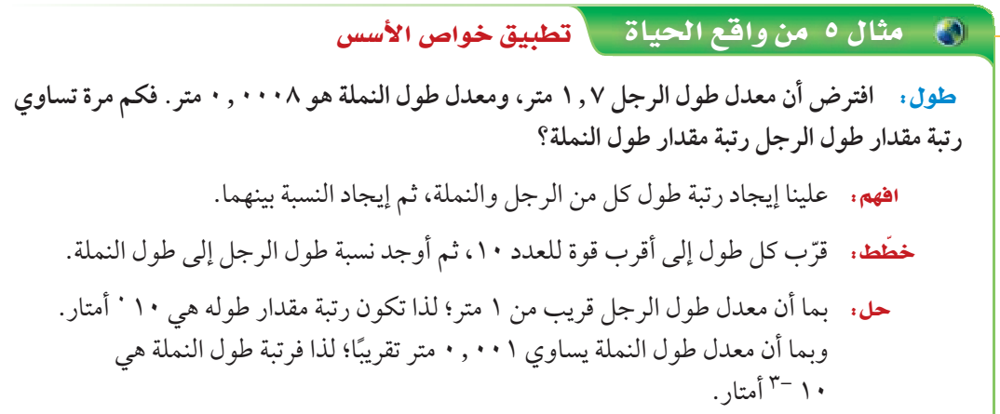 مثال ٥ من واقع الحياة تطبيق خواص الأسس
طول: افترض أن معدل طول الرجل ١,٧ متر، ومعدل طول النملة هو ٠,٠٠٠٨ متر. فكم مرة تساوي
رتبة مقدار طول الرجل رتبة مقدار طول النملة؟
افهم: علينا إيجاد رتبة طول كل من الرجل والنملة، ثم إيجاد النسبة بينهما.
خطّط: قرّب كل طول إلى أقرب قوة للعدد ١٠، ثم أوجد نسبة طول الرجل إلى طول النملة.
حل: بما أن معدل طول الرجل قريب من ١ متر؛ لذا تكون رتبة مقدار طوله هي ١٠⁠^٠ أمتار.
وبما أن معدل طول النملة يساوي ٠,٠٠١ متر تقريبًا؛ لذا فرتبة طول النملة هي
١٠^-٣ أمتار.